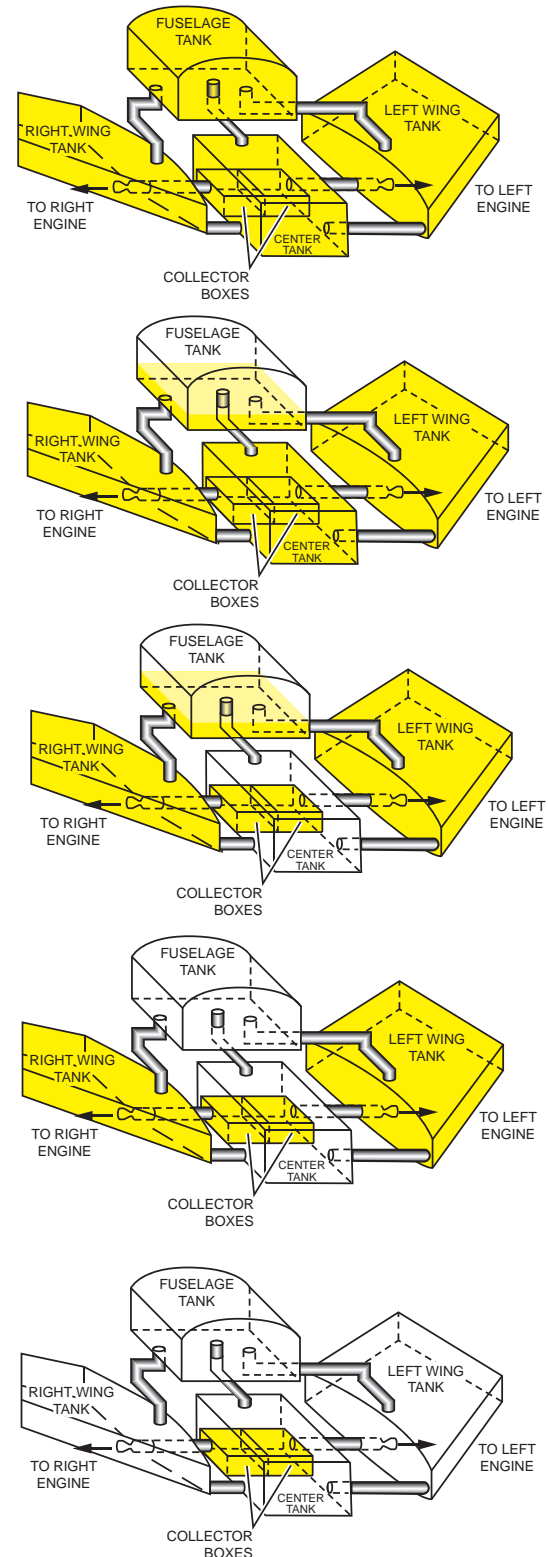 FUSELAGE
TANK
LEFT WING
TANK
RIGHT WING
TANK
TO RIGHT
ENGINE
TO LEFT
ENGINE
CENTER
TANK
COLLECTOR
BOXES
FUSELAGE
TANK
LEFT WING
TANK
RIGHT WING
TANK
TO RIGHT
ENGINE
TO LEFT
ENGINE
CENTER
TANK
COLLECTOR
BOXES
FUSELAGE
TANK
LEFT WING
TANK
RIGHT WING
TANK
TO RIGHT
ENGINE
TO LEFT
ENGINE
CENTER
TANK
COLLECTOR
BOXES
FUSELAGE
TANK
LEFT WING
TANK
RIGHT WING
TANK
TO RIGHT
ENGINE
TO LEFT
ENGINE
CENTER
TANK
COLLECTOR
BOXES
FUSELAGE
TANK
LEFT WING
TANK
RIGHT WING
TANK
TO RIGHT
ENGINE
TO LEFT
ENGINE
CENTER
TANK
COLLECTOR
BOXES